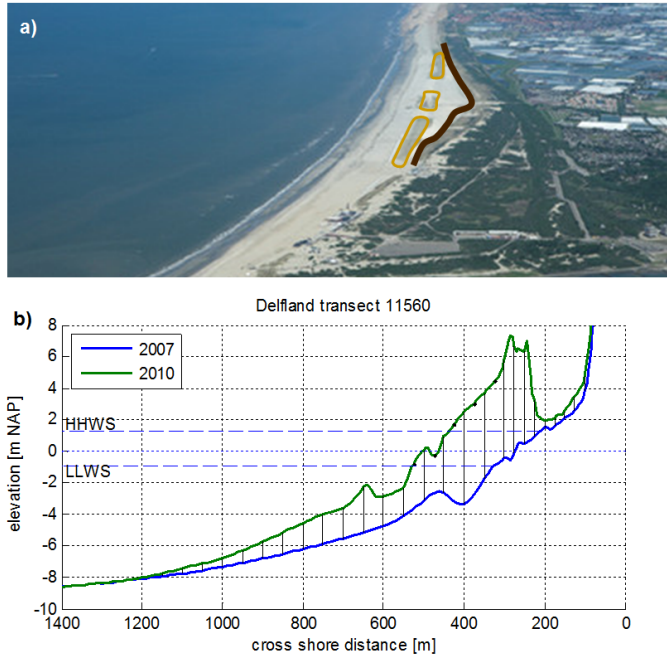 a)
b)
Delfland transect 11560
8
2007
6
2010
4
2
HHWS
0
LLWS
-2
-4
-6
-8
-10
elevation [m NAP]
1400 1200 1000 800 600 400 200 0
cross shore distance [m]